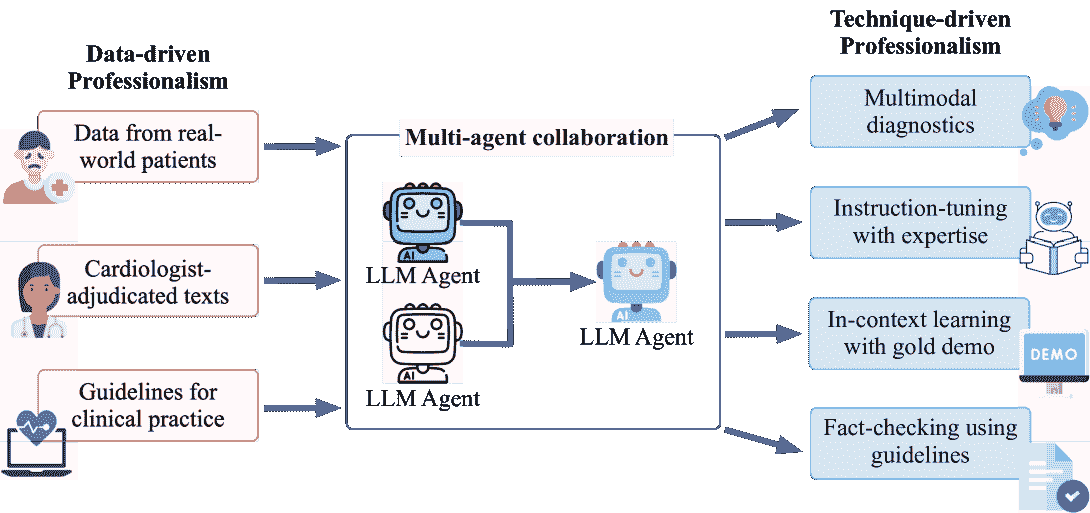 Data-driven
Professionalism
Data from real-
world patients
Cardiologist-
adjudicated texts
Guidelines for
clinical practice
Multi-agent collaboration
AI
LLM Agent
AI
LLM Agent
AI
LLM Agent
Technique-driven
Professionalism
Multimodal
diagnostics
Instruction-tuning
with expertise
In-context learning
with gold demo
DEMO
Fact-checking using
guidelines